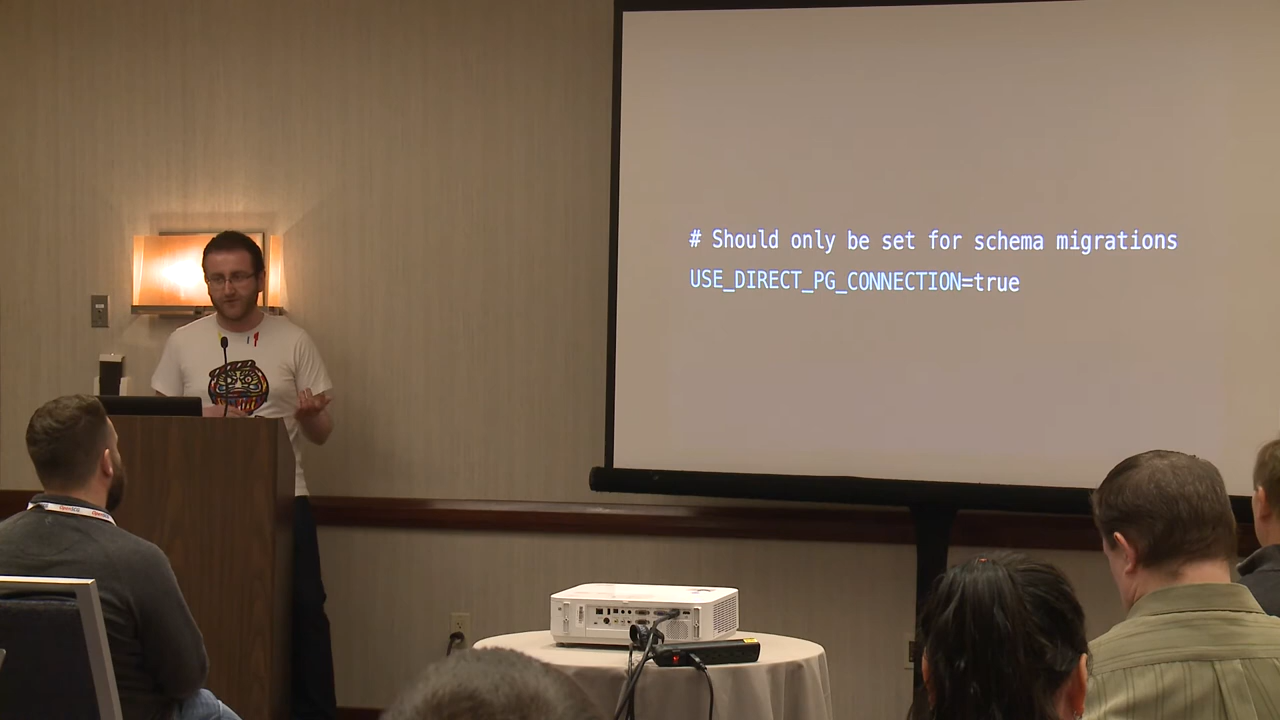 # Should only be set for schema migrations
USE_DIRECT_PG_CONNECTION=true